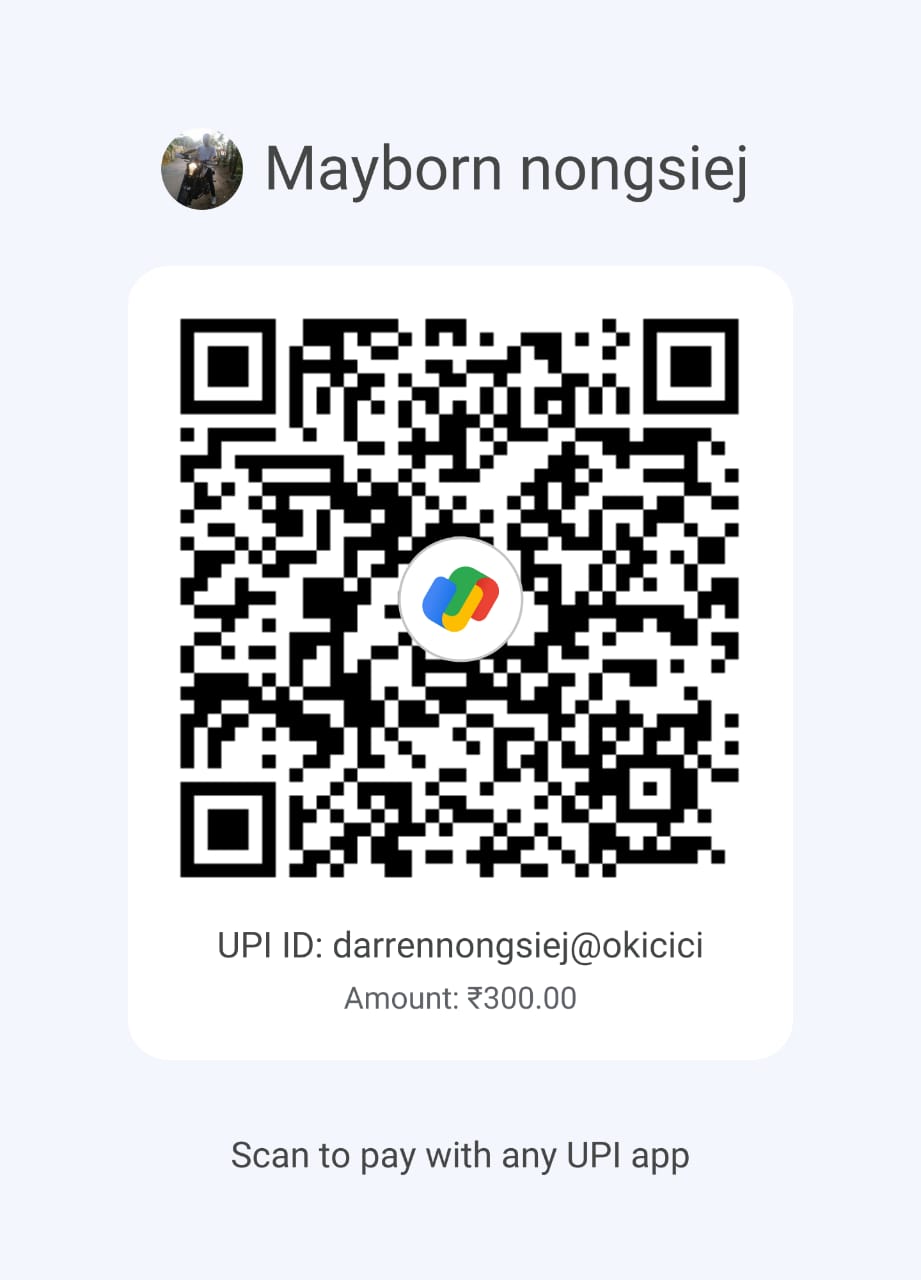 Mayborn nongsiej
UPI ID: darrennongsiej@okicici
Amount: ₹300.00
Scan to pay with any UPI app